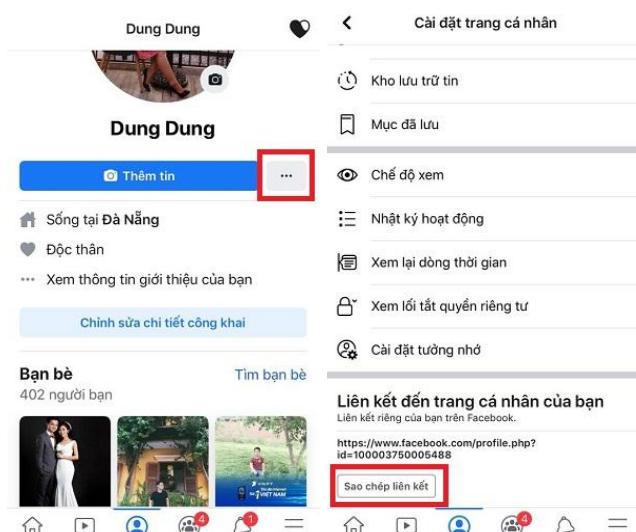 Dung Dung
Dung Dung
Thêm tin
Sống tại Đà Nẵng
Độc thân
Xem thông tin giới thiệu của bạn
Chỉnh sửa chi tiết công khai
Bạn bè
Tìm bạn bè
402 người bạn
VIỆT NAM
4
1
Cài đặt trang cá nhân
Kho lưu trữ tin
Mục đã lưu
Chế độ xem
Nhật ký hoạt động
Xem lại dòng thời gian
Xem lối tắt quyền riêng tư
Cài đặt tưởng nhớ
Liên kết đến trang cá nhân của bạn
Liên kết riêng của bạn trên Facebook.
https://www.facebook.com/profile.php?
id=100003750005488
Sao chép liên kết
4